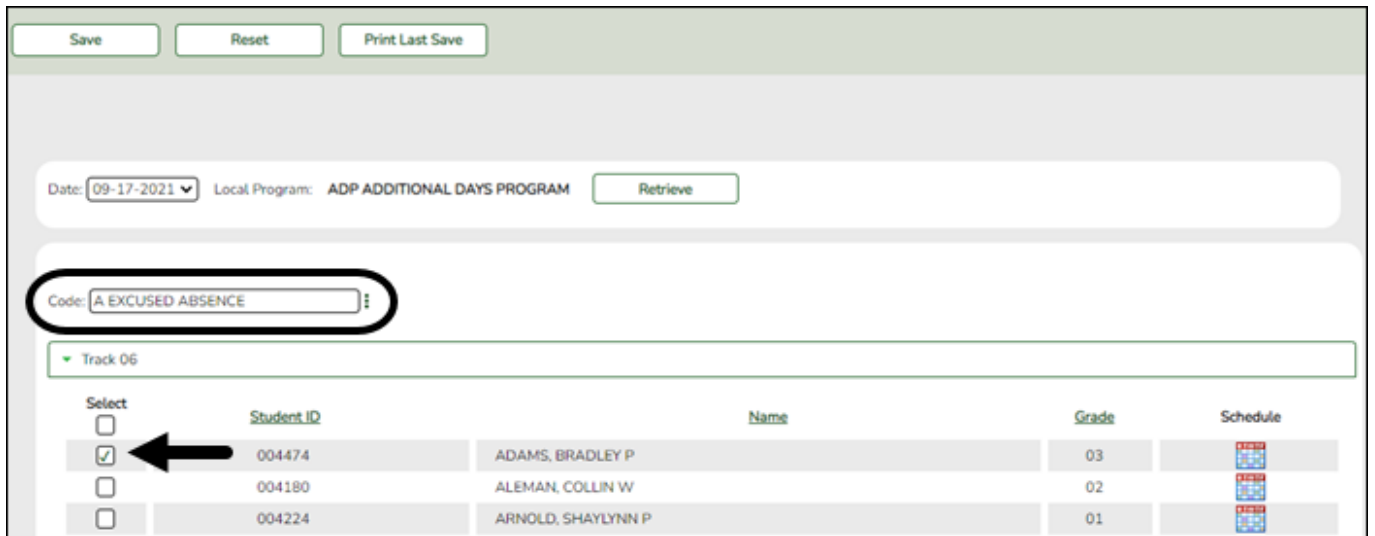 Save Reset Print Last Save
Date: 09-17-2021 Local Program: ADP ADDITIONAL DAYS PROGRAM Retrieve
Code: A EXCUSED ABSENCE
Track 06
Select Student ID Name Grade Schedule
004474 ADAMS, BRADLEY P 03
004180 ALEMAN, COLLIN W 02
004224 ARNOLD, SHAYLYNN P 01